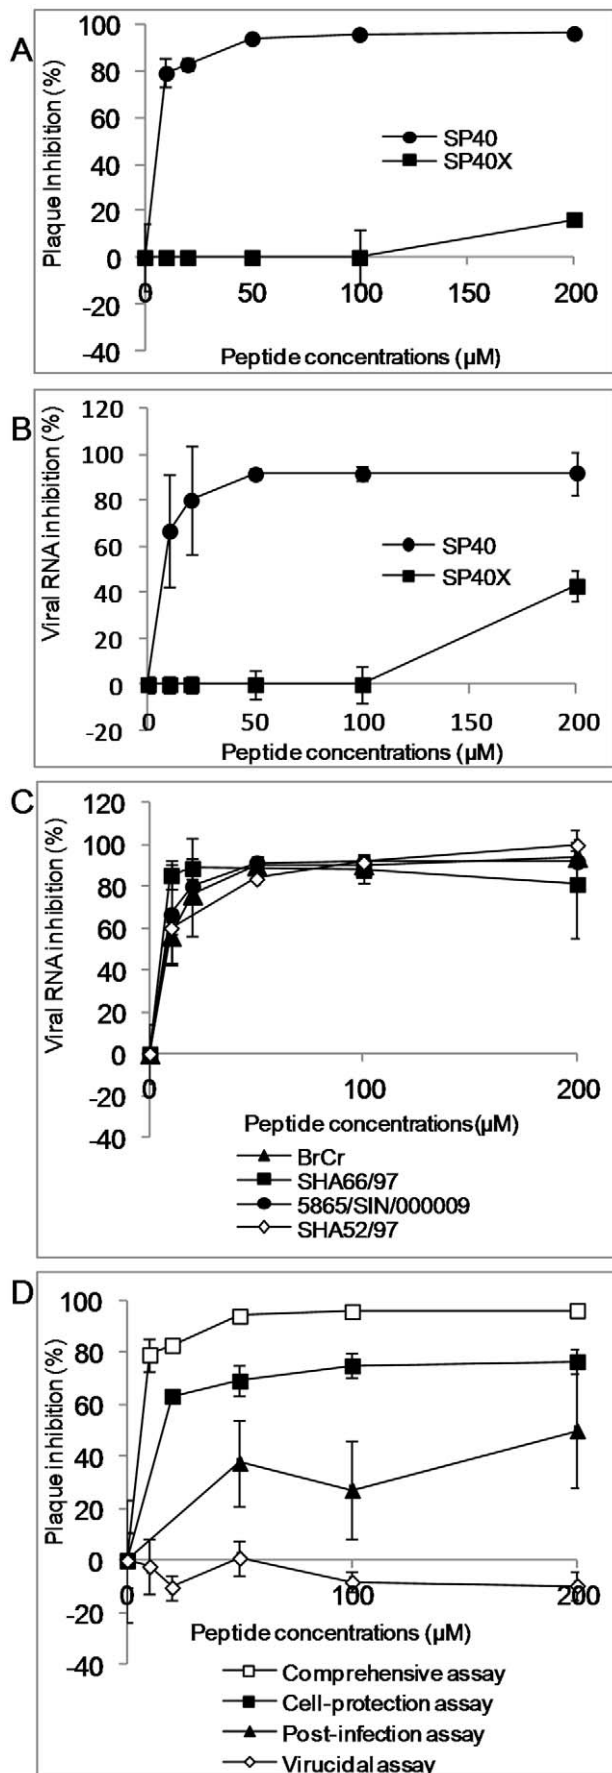 A
Plaque Inhibition (%)
100
80
60
40
20
0
-20
-40
0 50 100 150 200
SP40
SP40X
Peptide concentrations (µM)
B
Viral RNA inhibition (%)
120
100
80
60
40
20
0
-20
0 50 100 150 200
SP40
SP40X
Peptide concentrations (µM)
C
Viral RNA inhibition (%)
120
100
80
60
40
20
0
-20
-40
0 100 200
Peptide concentrations(µM)
BrCr
SHA66/97
5865/SIN/000009
SHA52/97
D
Plaque inhibition (%)
100
80
60
40
20
0
-20
-40
0 100 200
Peptide concentrations (µM)
Comprehensive assay
Cell-protection assay
Post-infection assay
Virucidal assay